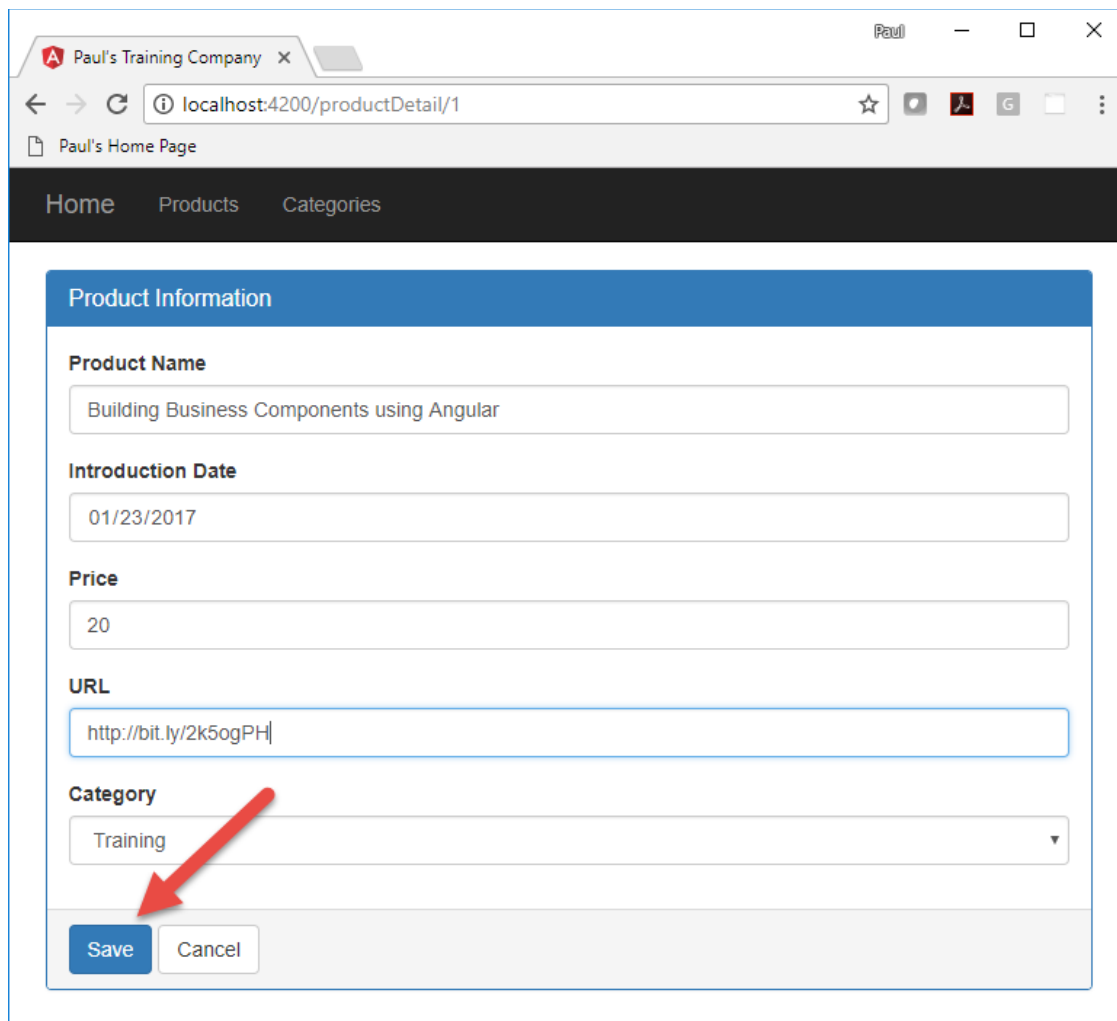 Paul
Paul's Training Company
localhost:4200/productDetail/1
G
Paul's Home Page
Home Products Categories
Product Information
Product Name
Building Business Components using Angular
Introduction Date
01/23/2017
Price
20
URL
http://bit.ly/2k5ogPH
Category
Training
Save Cancel